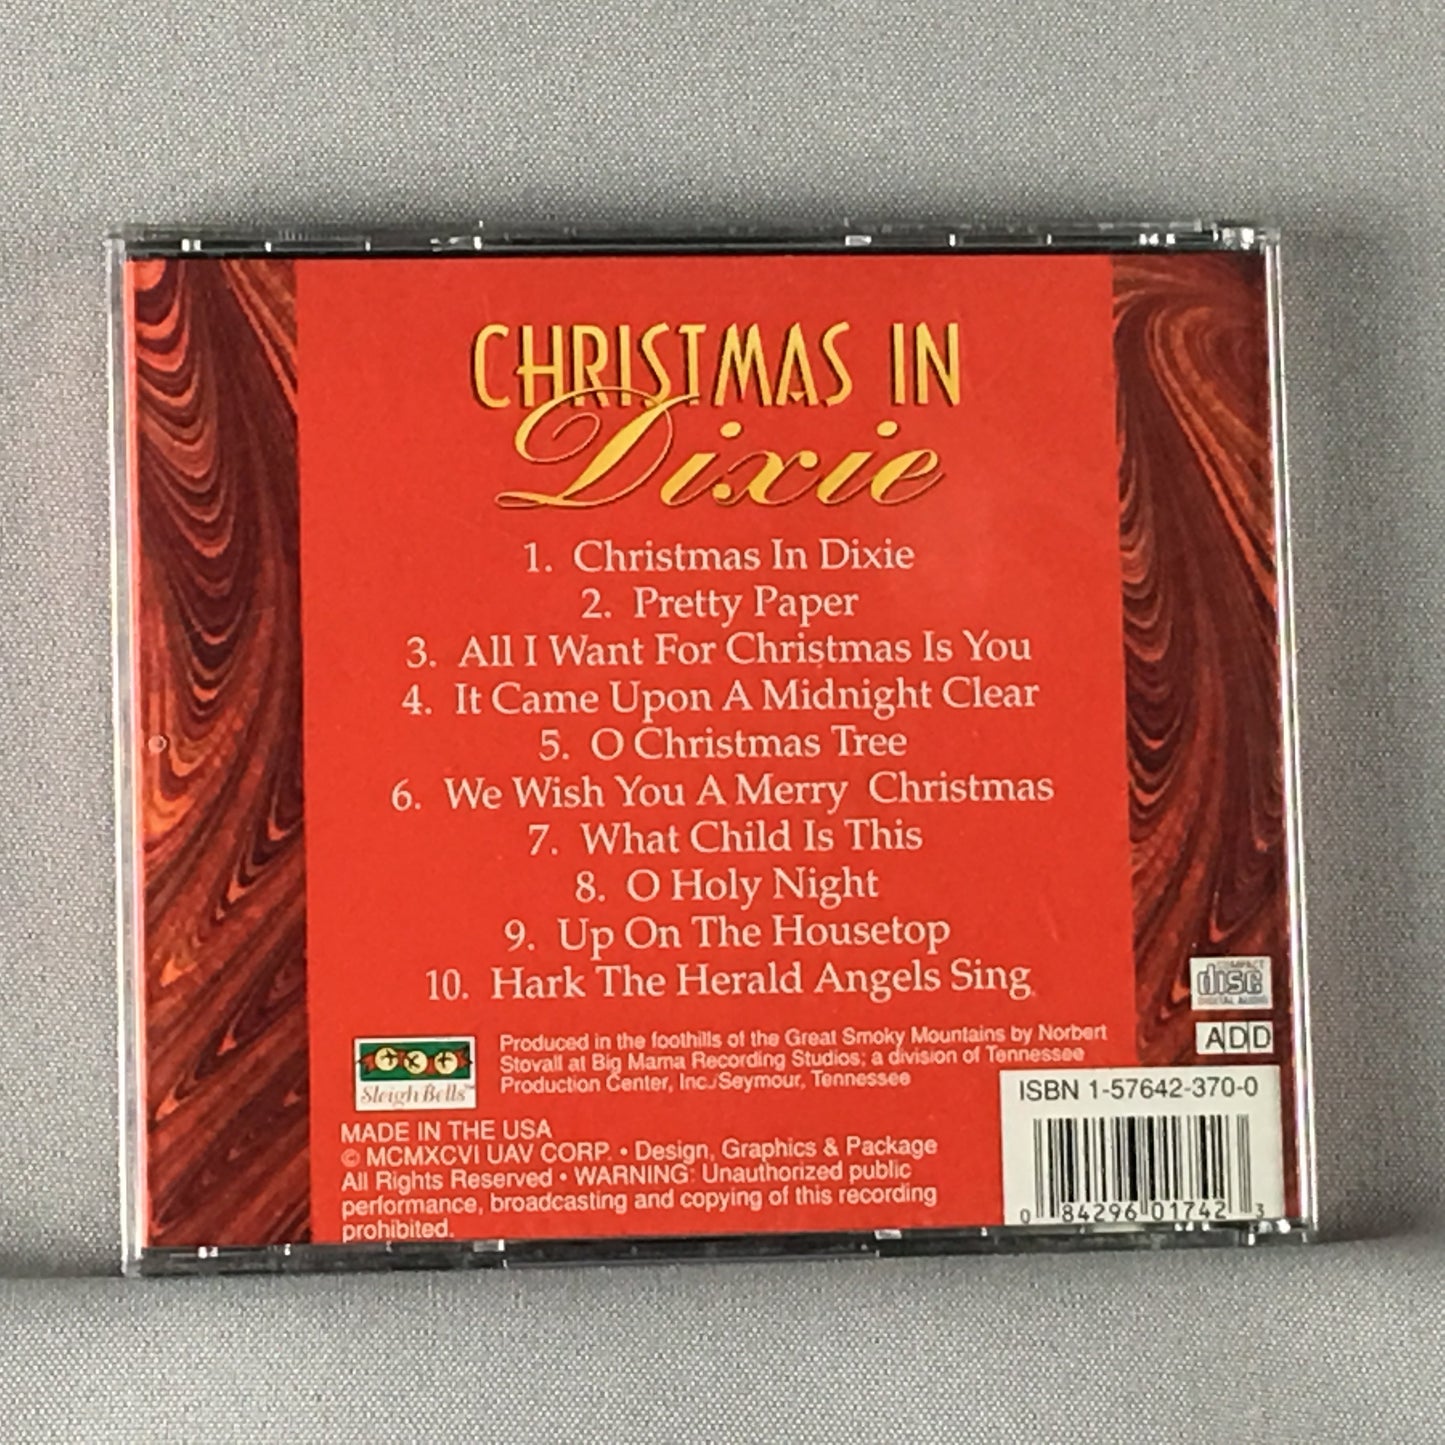 CHRISTMAS IN
Dixie
1. Christmas In Dixie
2. Pretty Paper
3. All I Want For Christmas Is You
4. It Came Upon A Midnight Clear
5. O Christmas Tree
6. We Wish You A Merry Christmas
7. What Child Is This
8. O Holy Night
9. Up On The Housetop
10. Hark The Herald Angels Sing
COMPACT
disc
DIGITAL AUDIO
ADD
Sleigh Bells™
Produced in the foothills of the Great Smoky Mountains by Norbert
Stovall at Big Mama Recording Studios; a division of Tennessee
Production Center, Inc./Seymour, Tennessee
MADE IN THE USA
© MCMXCVI UAV CORP. • Design, Graphics & Package
All Rights Reserved • WARNING: Unauthorized public
performance, broadcasting and copying of this recording
prohibited.
ISBN 1-57642-370-0
0 84296 01742 3